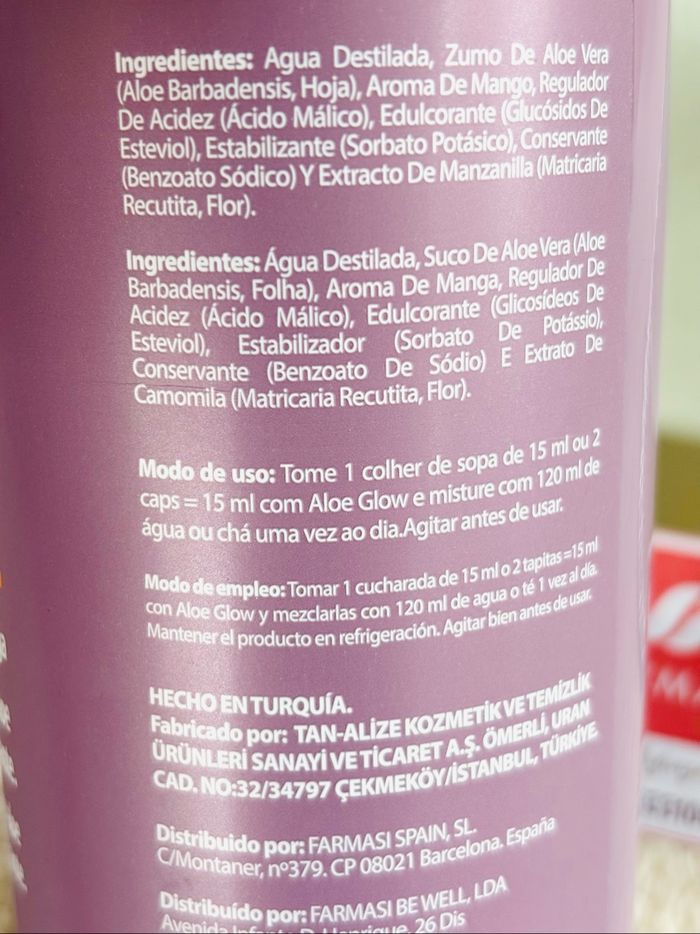 Ingredientes: Agua Destilada, Zumo De Aloe Vera
(Aloe Barbadensis, Hoja), Aroma De Mango, Regulador
De Acidez (Ácido Málico), Edulcorante (Glucósidos De
Esteviol), Estabilizante (Sorbato Potásico), Conservante
(Benzoato Sódico) Y Extracto De Manzanilla (Matricaria
Recutita, Flor).
Ingredientes: Água Destilada, Suco De Aloe Vera (Aloe
Barbadensis, Folha), Aroma De Manga, Regulador De
Acidez (Ácido Málico), Edulcorante (Glicosídeos De
Esteviol), Estabilizador (Sorbato De Potássio),
Conservante (Benzoato De Sódio) E Extrato De
Camomila (Matricaria Recutita, Flor).
Modo de uso: Tome 1 colher de sopa de 15 ml ou 2
caps = 15 ml com Aloe Glow e misture com 120 ml de
água ou chá uma vez ao dia.Agitar antes de usar.
Modo de empleo: Tomar 1 cucharada de 15 ml o 2 tapitas =15 ml
con Aloe Glow y mezclarlas con 120 ml de agua o té 1 vez al día.
Mantener el producto en refrigeración. Agitar bien antes de usar.
HECHO EN TURQUÍA.
Fabricado por: TAN-ALIZE KOZMETİK VE TEMİZLİK
ÜRÜNLERİ SANAYİ VE TİCARET A.Ş. ÖMERLİ, URAN
CAD. NO:32/34797 ÇEKMEKÖY/İSTANBUL, TÜRKİYE.
Distribuido por: FARMASI SPAIN, SL.
C/Montaner, nº379. CP 08021 Barcelona. España
Distribuído por: FARMASI BE WELL, LDA
Avenida D. Henrique, 26 Dis